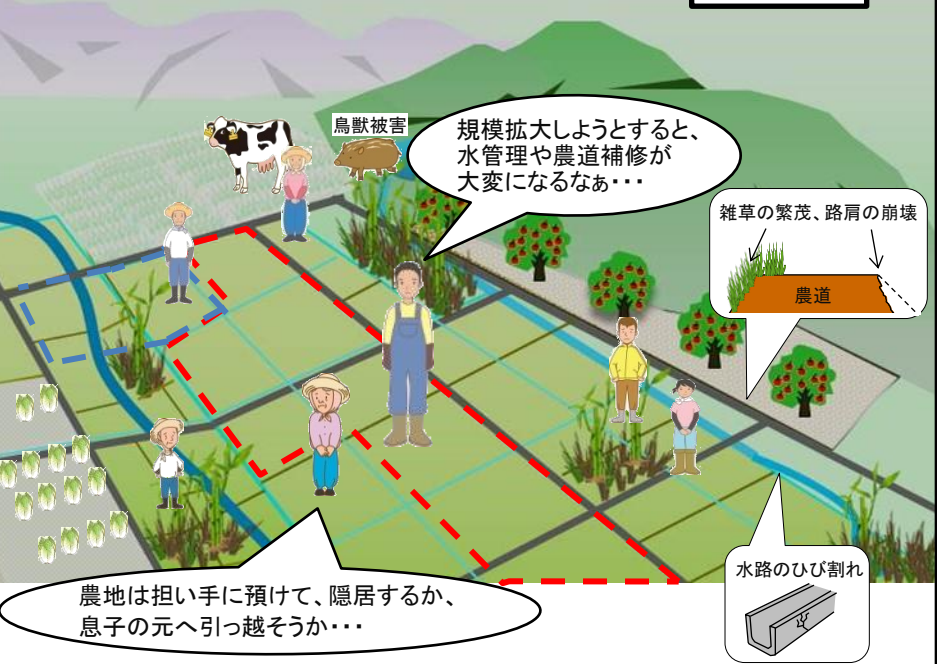 鳥獣被害
規模拡大しようとすると、
水管理や農道補修が
大変になるなぁ・・・
雑草の繁茂、路肩の崩壊
農道
水路のひび割れ
農地は担い手に預けて、隠居するか、
息子の元へ引っ越そうか・・・